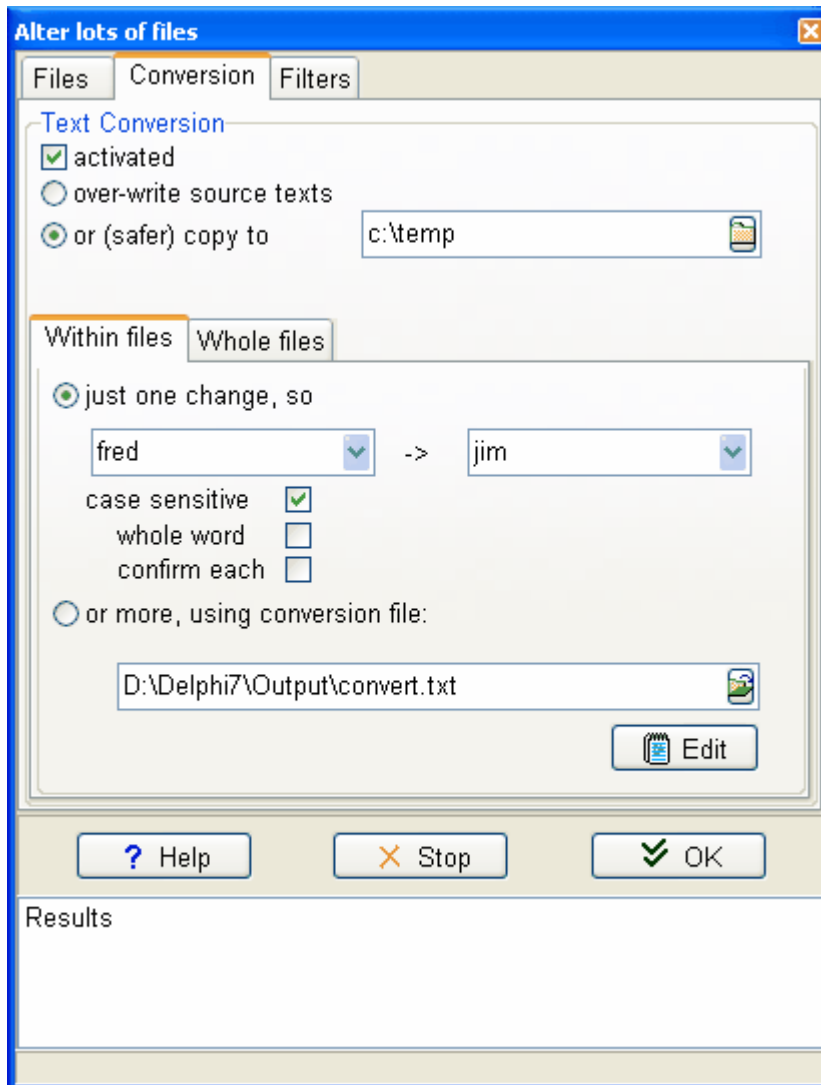 Alter lots of files
Files Conversion Filters
Text Conversion
activated
over-write source texts
or (safer) copy to c:\temp
Within files Whole files
just one change, so
fred -> jim
case sensitive
whole word
confirm each
or more, using conversion file:
D:\Delphi7\Output\convert.txt
Edit
? Help Stop OK
Results